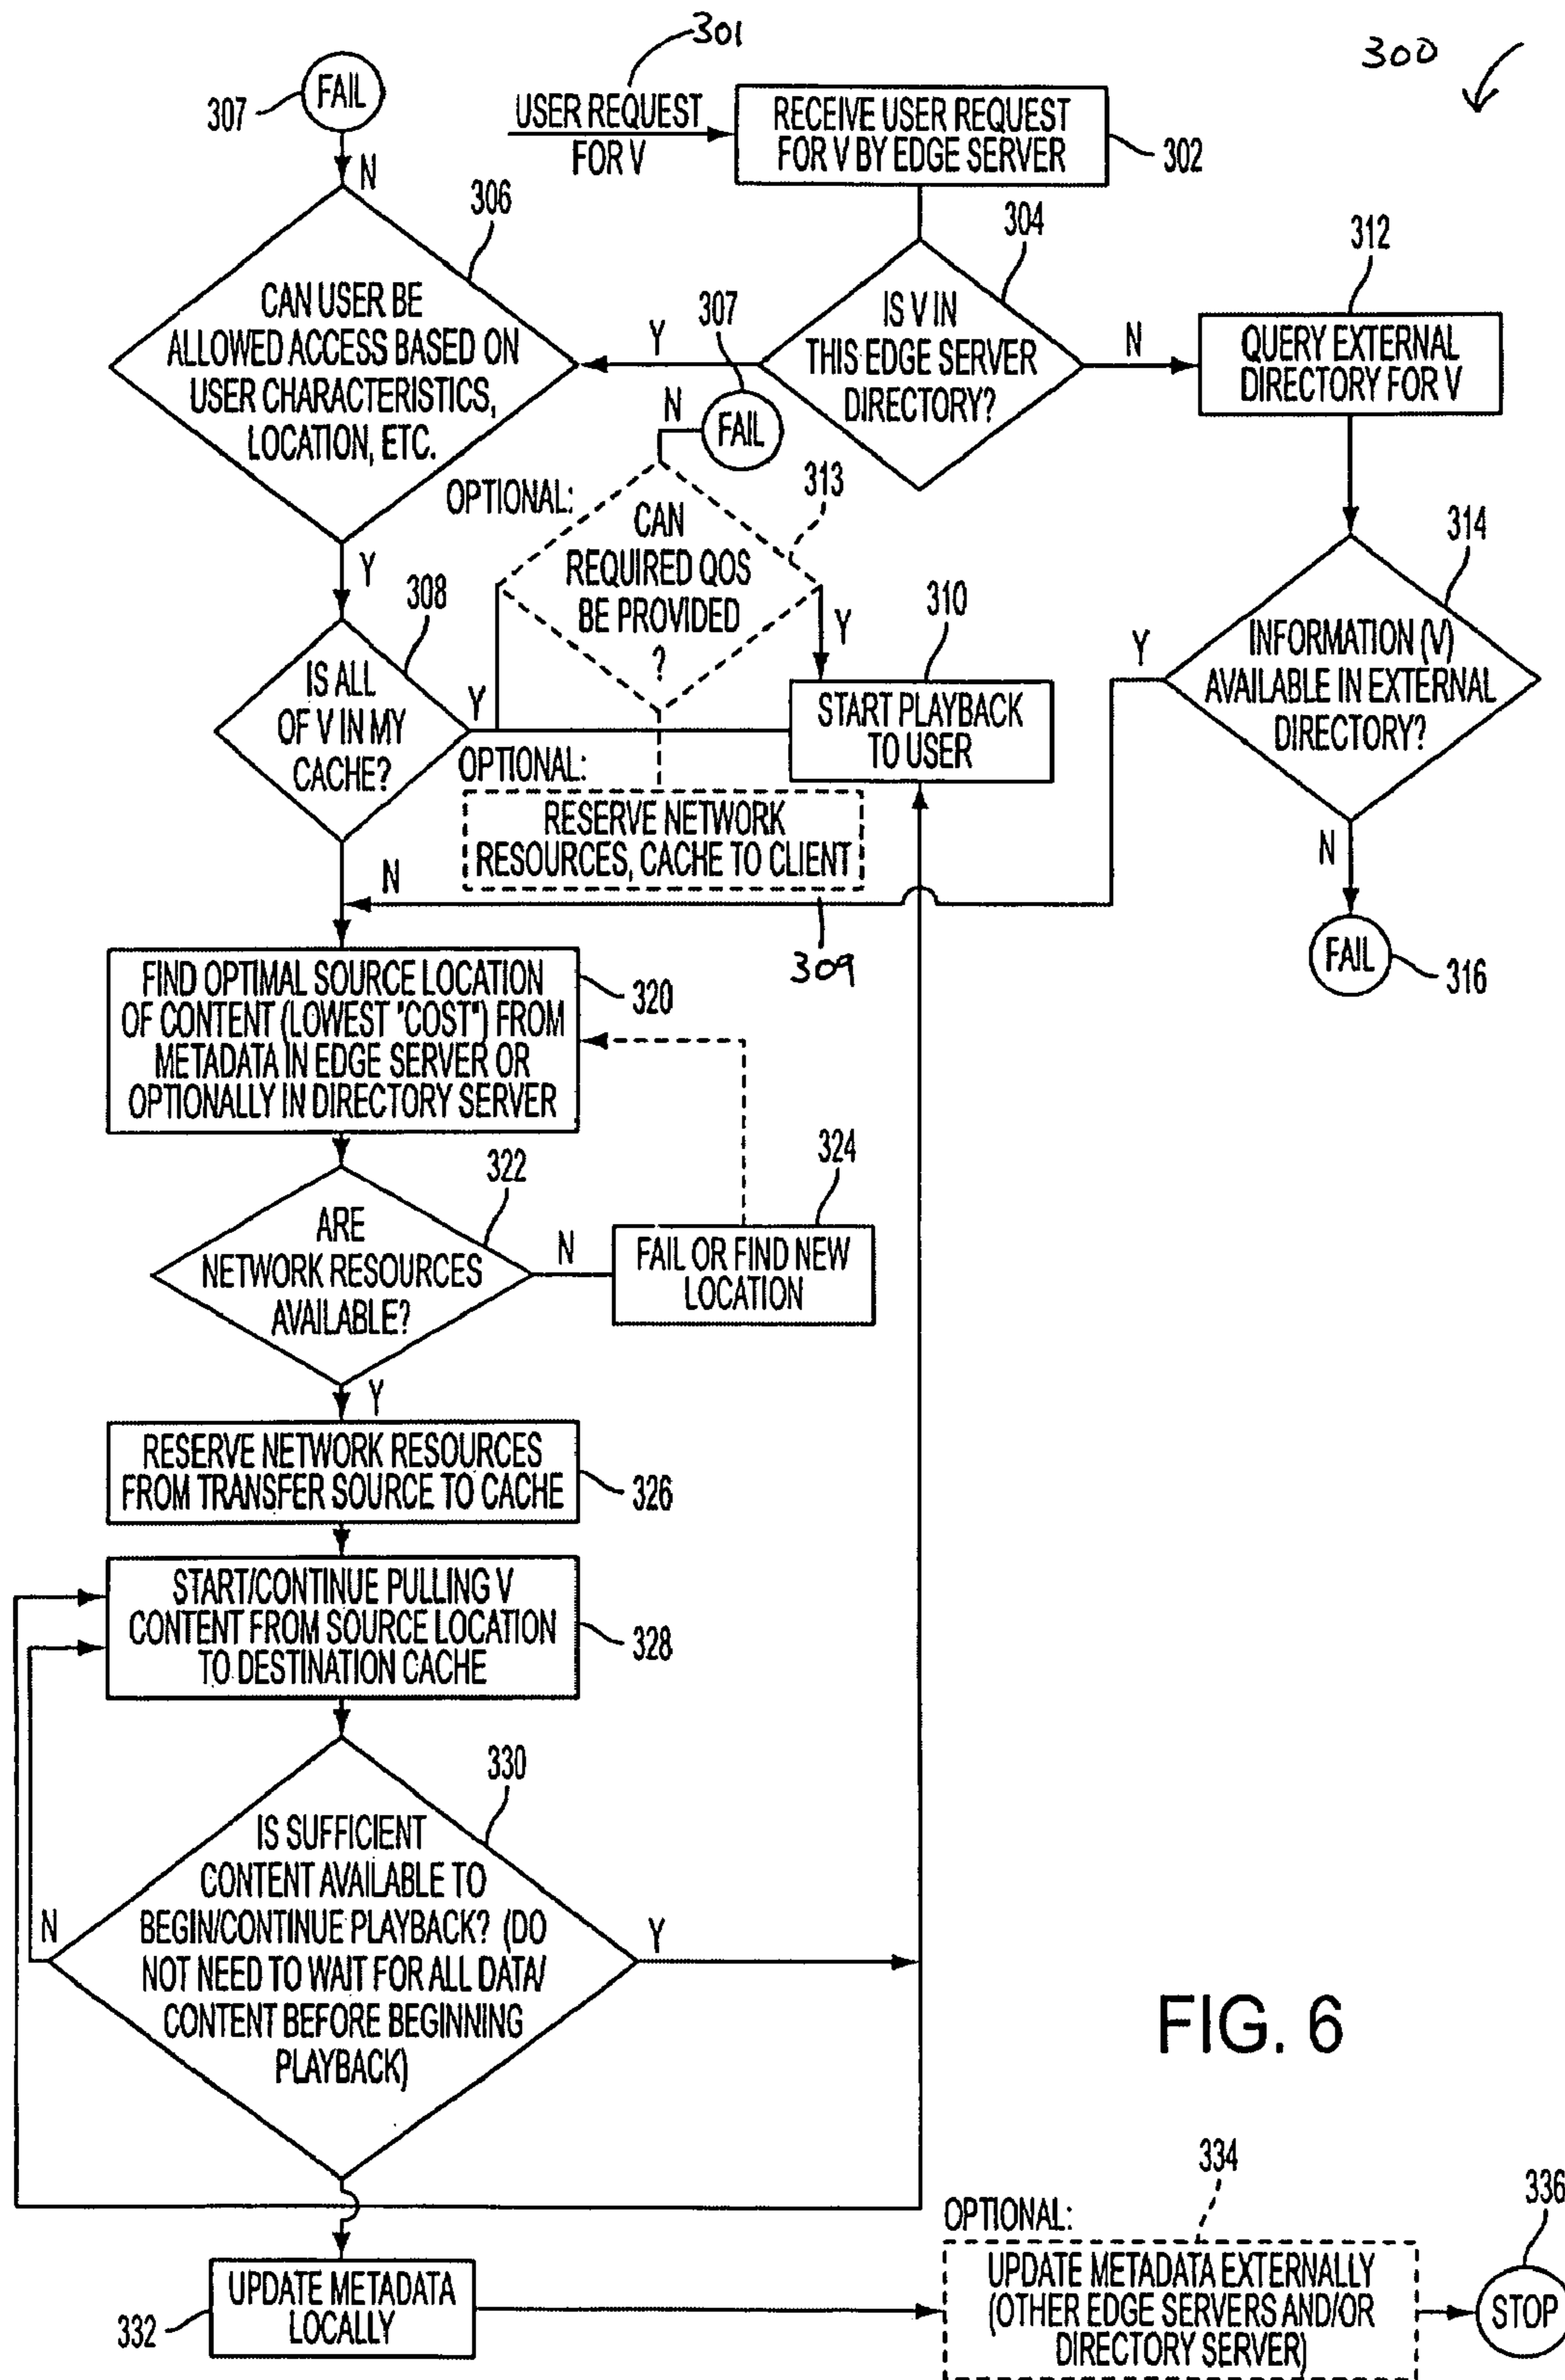 301
300
FAIL
307
USER REQUEST
FOR V
RECEIVE USER REQUEST
FOR V BY EDGE SERVER
302
N
306
304
312
CAN USER BE
ALLOWED ACCESS BASED ON
USER CHARACTERISTICS,
LOCATION, ETC.
Y
307
IS V IN
THIS EDGE SERVER
DIRECTORY?
N
QUERY EXTERNAL
DIRECTORY FOR V
N
FAIL
OPTIONAL:
313
CAN
REQUIRED QOS
BE PROVIDED
?
Y
314
Y
308
310
INFORMATION (V)
AVAILABLE IN EXTERNAL
DIRECTORY?
Y
N
IS ALL
OF V IN MY
CACHE?
Y
START PLAYBACK
TO USER
OPTIONAL:
RESERVE NETWORK
RESOURCES, CACHE TO CLIENT
N
309
FAIL
316
FIND OPTIMAL SOURCE LOCATION
OF CONTENT (LOWEST "COST") FROM
METADATA IN EDGE SERVER OR
OPTIONALLY IN DIRECTORY SERVER
320
322
324
ARE
NETWORK RESOURCES
AVAILABLE?
N
FAIL OR FIND NEW
LOCATION
Y
RESERVE NETWORK RESOURCES
FROM TRANSFER SOURCE TO CACHE
326
START/CONTINUE PULLING V
CONTENT FROM SOURCE LOCATION
TO DESTINATION CACHE
328
330
IS SUFFICIENT
CONTENT AVAILABLE TO
BEGIN/CONTINUE PLAYBACK? (DO
NOT NEED TO WAIT FOR ALL DATA/
CONTENT BEFORE BEGINNING
PLAYBACK)
N
Y
FIG. 6
334
336
OPTIONAL:
UPDATE METADATA
LOCALLY
332
UPDATE METADATA EXTERNALLY
(OTHER EDGE SERVERS AND/OR
DIRECTORY SERVER)
STOP